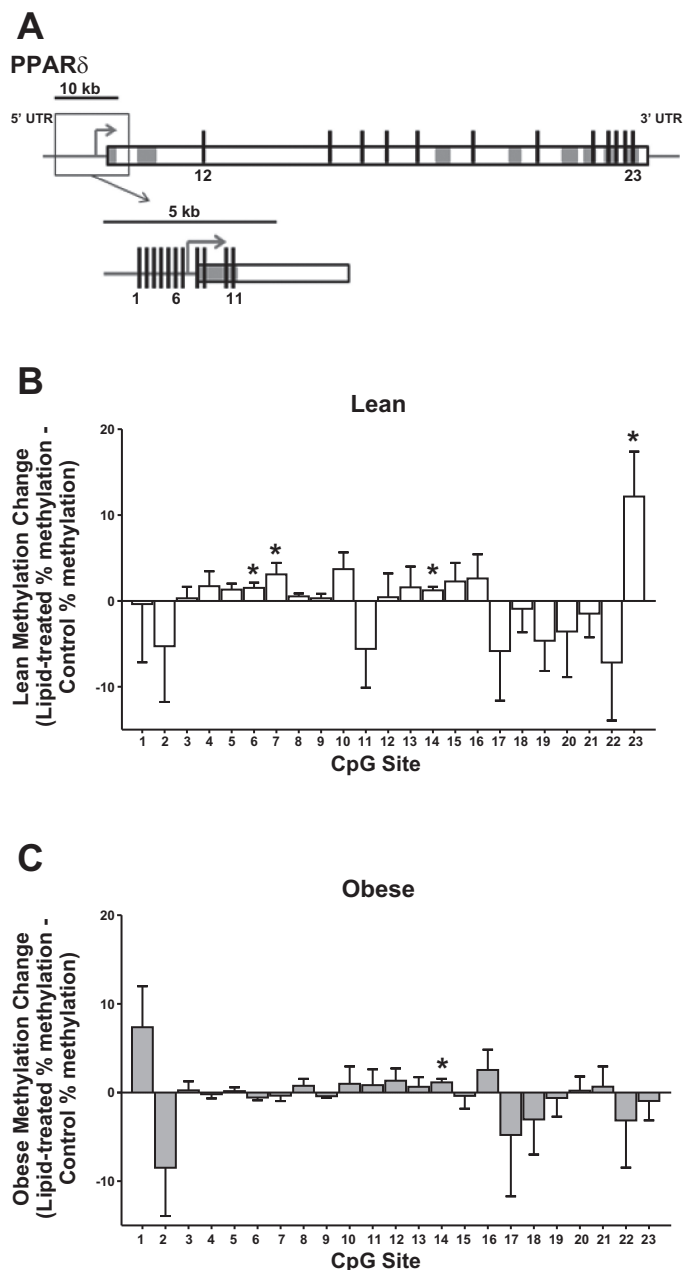 A
PPARδ
10 kb
5' UTR
3' UTR
12
23
5 kb
1
6
11
B
Lean
Lean Methylation Change
(Lipid-treated % methylation -
Control % methylation)
20
10
0
-10
*
*
*
*
1 2 3 4 5 6 7 8 9 10 11 12 13 14 15 16 17 18 19 20 21 22 23
CpG Site
C
Obese
Obese Methylation Change
(Lipid-treated % methylation -
Control % methylation)
20
10
0
-10
*
1 2 3 4 5 6 7 8 9 10 11 12 13 14 15 16 17 18 19 20 21 22 23
CpG Site